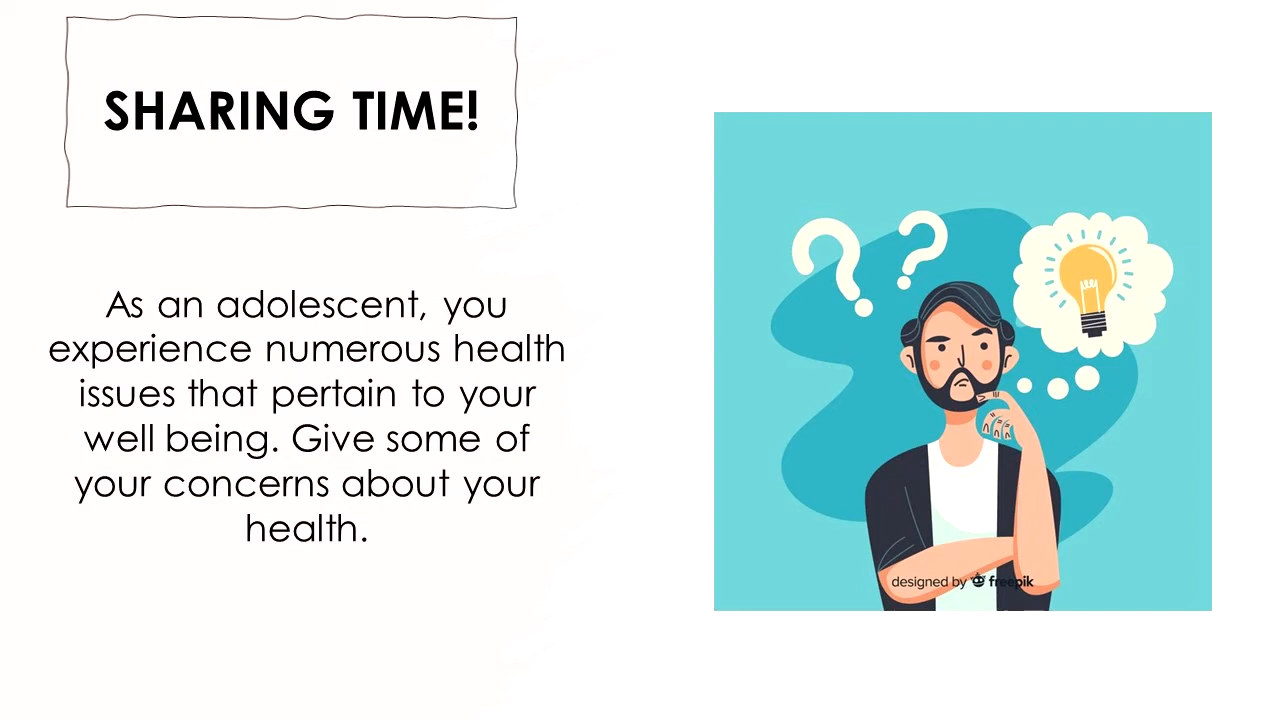 SHARING TIME!
As an adolescent, you
experience numerous health
issues that pertain to your
well being. Give some of
your concerns about your
health.
designed by freepik